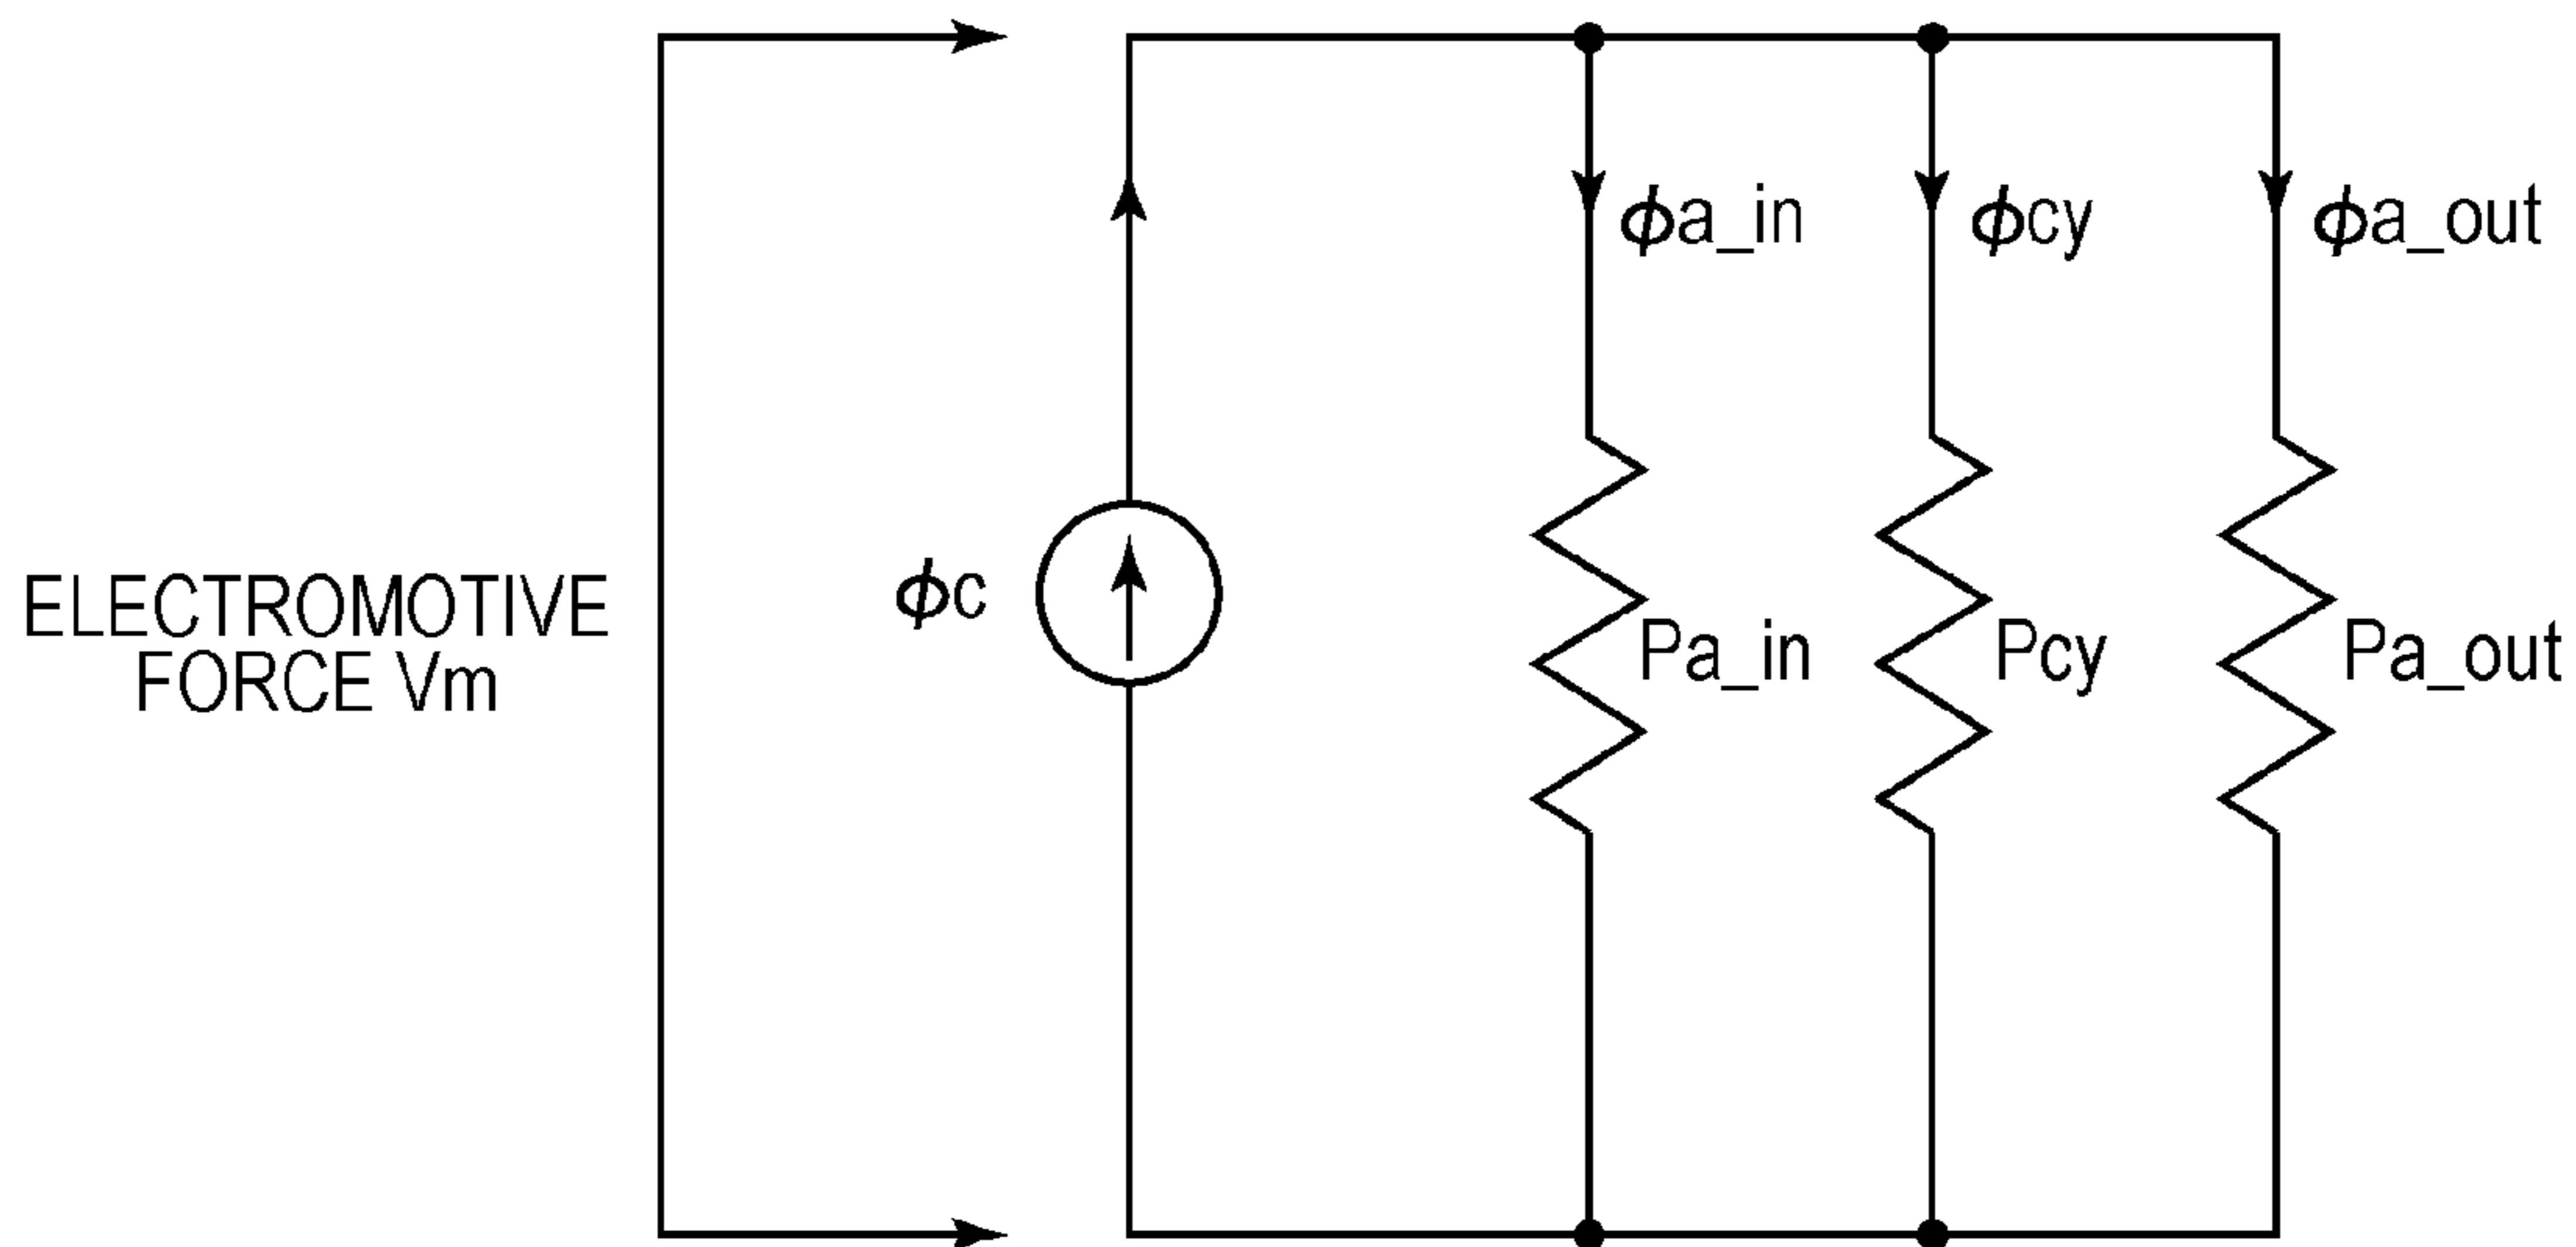 ϕa_in
ϕcy
ϕa_out
ELECTROMOTIVE
FORCE Vm
ϕc
Pa_in
Pcy
Pa_out